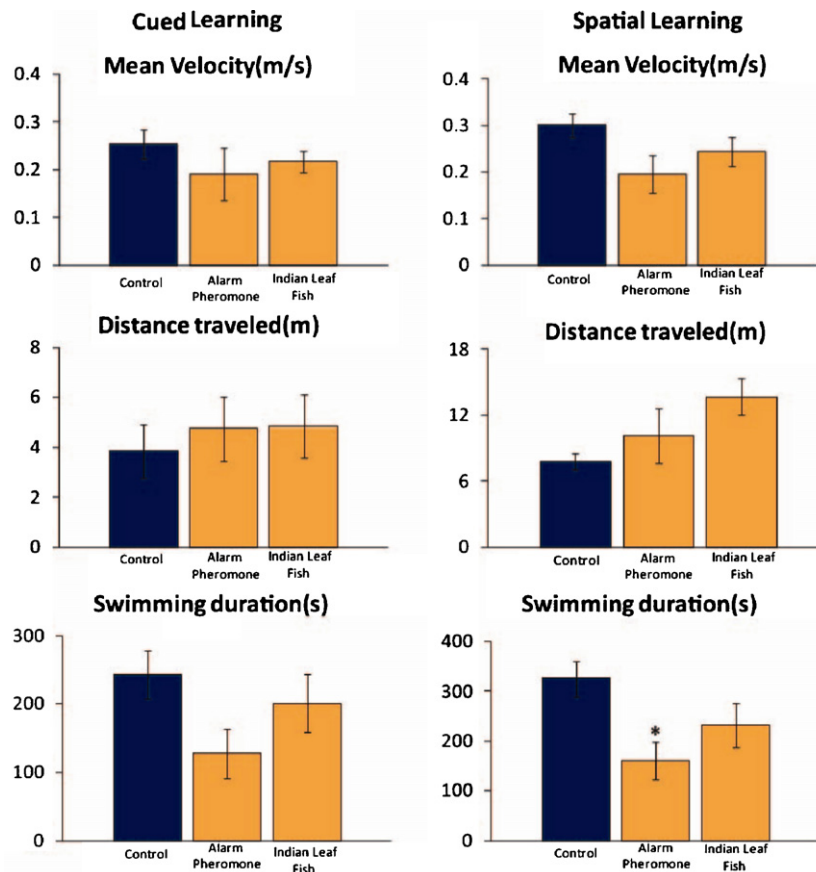 Cued Learning
Mean Velocity(m/s)
0.4
0.3
0.2
0.1
0
Control
Alarm
Pheromone
Indian Leaf
Fish
Distance traveled(m)
8
6
4
2
0
Control
Alarm
Pheromone
Indian Leaf
Fish
Swimming duration(s)
300
200
100
0
Control
Alarm
Pheromone
Indian Leaf
Fish
Spatial Learning
Mean Velocity(m/s)
0.4
0.3
0.2
0.1
0
Control
Alarm
Pheromone
Indian Leaf
Fish
Distance traveled(m)
18
12
6
0
Control
Alarm
Pheromone
Indian Leaf
Fish
Swimming duration(s)
400
300
200
100
0
*
Control
Alarm
Pheromone
Indian Leaf
Fish